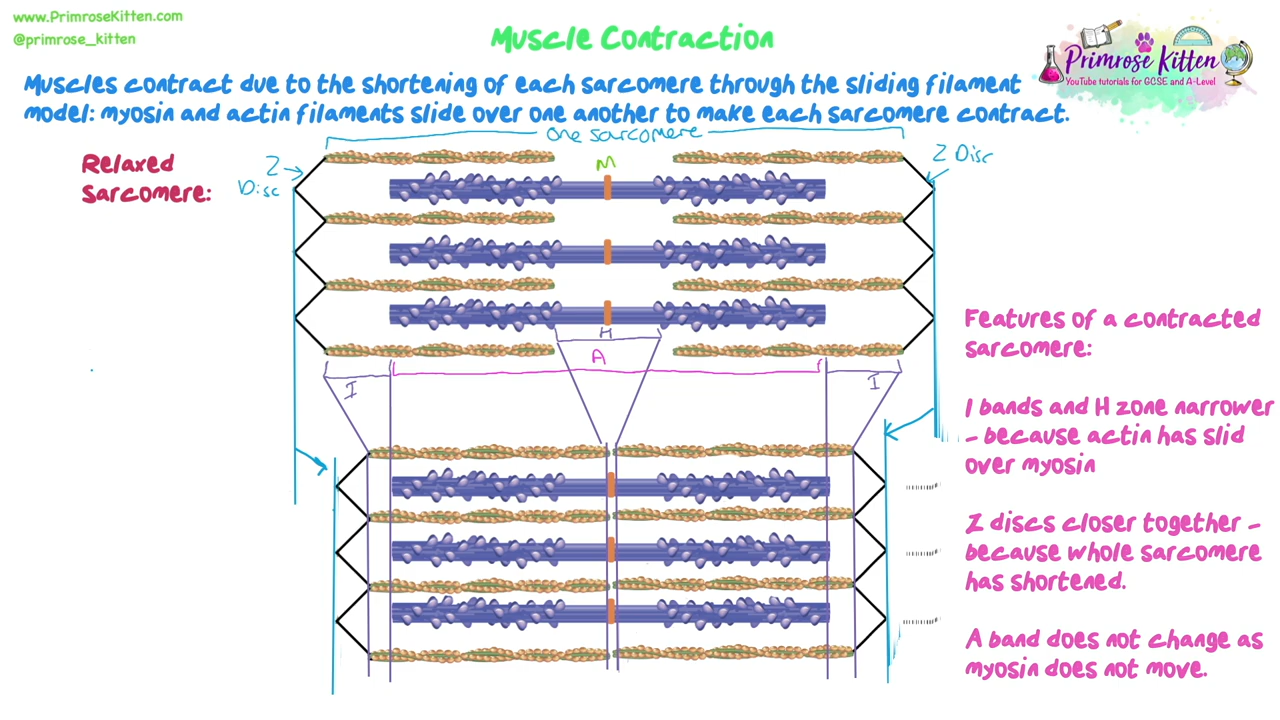 www.PrimroseKitten.com
@primrose_kitten
Muscle Contraction
Primrose Kitten
YouTube tutorials for GCSE and A-Level
Muscles contract due to the shortening of each sarcomere through the sliding filament
model: myosin and actin filaments slide over one another to make each sarcomere contract.
one sarcomere
Relaxed
Sarcomere:
Z
Disc
M
Z Disc
H
A
I
I
Features of a contracted
sarcomere:
I bands and H zone narrower
- because actin has slid
over myosin
Z discs closer together -
because whole sarcomere
has shortened.
A band does not change as
myosin does not move.